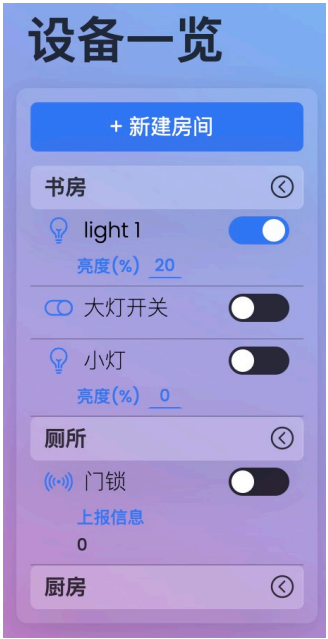 设备一览
+ 新建房间
书房
light 1
亮度(%) 20
大灯开关
小灯
亮度(%) 0
厕所
门锁
上报信息
0
厨房